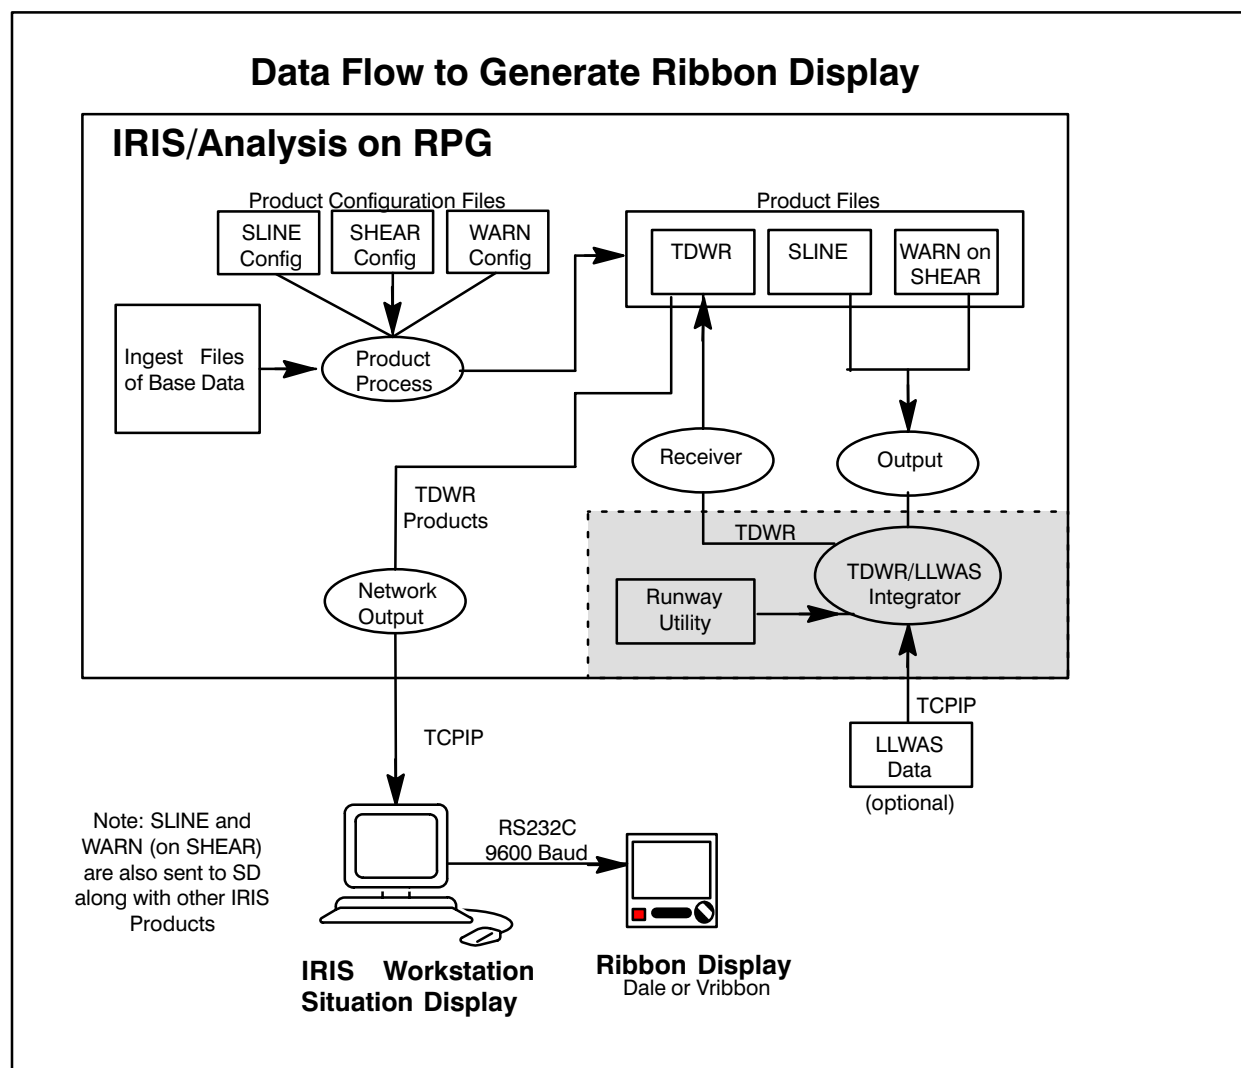 Data Flow to Generate Ribbon Display
IRIS/Analysis on RPG
Product Configuration Files
SLINE
Config
SHEAR
Config
WARN
Config
Product Files
TDWR
SLINE
WARN on
SHEAR
Ingest Files
of Base Data
Product
Process
Receiver
Output
TDWR
Products
TDWR
TDWR/LLWAS
Integrator
Runway
Utility
Network
Output
TCPIP
TCPIP
LLWAS
Data
(optional)
Note: SLINE and
WARN (on SHEAR)
are also sent to SD
along with other IRIS
Products
RS232C
9600 Baud
IRIS Workstation
Situation Display
Ribbon Display
Dale or Vribbon